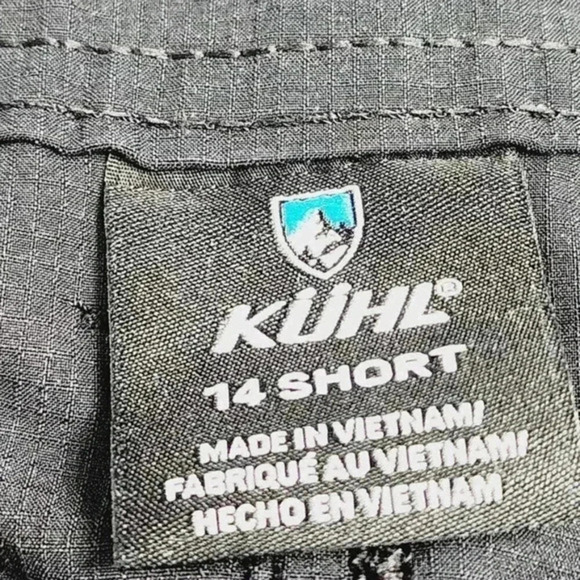 KÜHL®
14 SHORT
MADE IN VIETNAM/
FABRIQUÉ AU VIETNAM/
HECHO EN VIETNAM